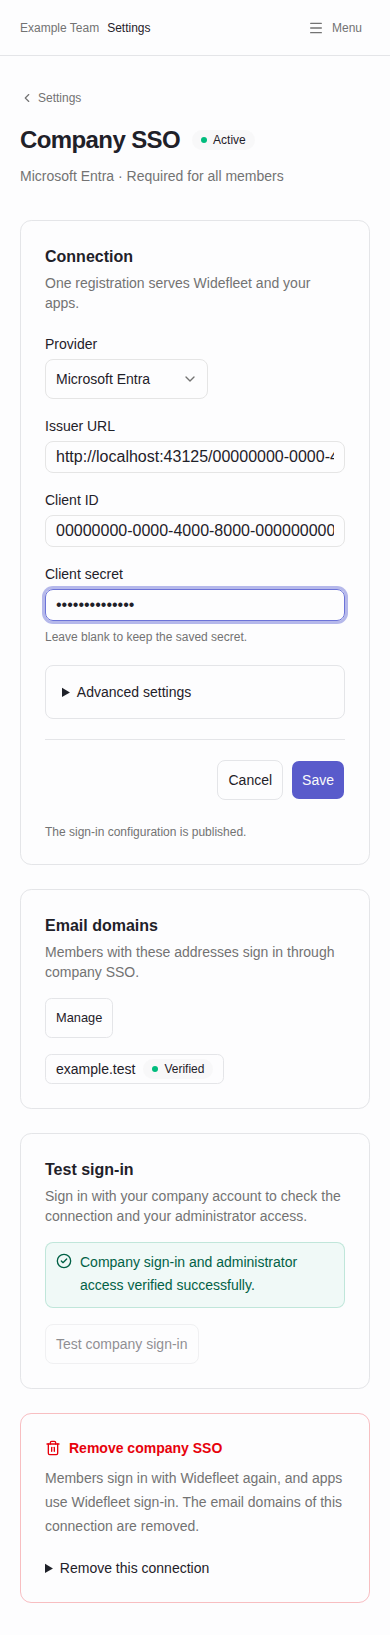 Example Team Settings
Menu
Settings
Company SSO
Active
Microsoft Entra · Required for all members
Connection
One registration serves Widefleet and your
apps.
Provider
Microsoft Entra
Issuer URL
http://localhost:43125/00000000-0000-4
Client ID
00000000-0000-4000-8000-000000000
Client secret
••••••••••••••
Leave blank to keep the saved secret.
Advanced settings
Cancel
Save
The sign-in configuration is published.
Email domains
Members with these addresses sign in through
company SSO.
Manage
example.test
Verified
Test sign-in
Sign in with your company account to check the
connection and your administrator access.
Company sign-in and administrator
access verified successfully.
Test company sign-in
Remove company SSO
Members sign in with Widefleet again, and apps
use Widefleet sign-in. The email domains of this
connection are removed.
Remove this connection